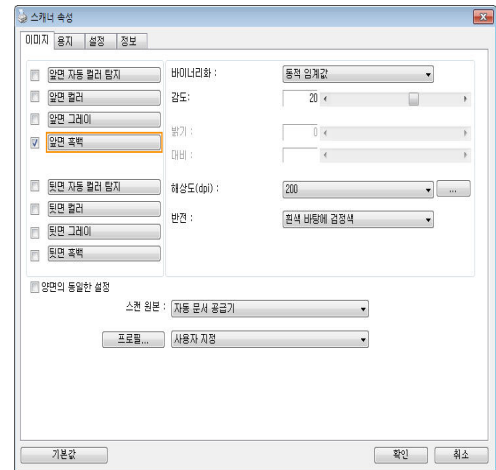 스캐너 속성
이미지 용지 설정 정보
앞면 자동 컬러 탐지
앞면 컬러
앞면 그레이
앞면 흑백
뒷면 자동 컬러 탐지
뒷면 컬러
뒷면 그레이
뒷면 흑백
바이너리화 : 동적 임계값
감도: 20
밝기 : 0
대비 :
해상도(dpi) : 200 ...
반전 : 흰색 바탕에 검정색
양면의 동일한 설정
스캔 원본 : 자동 문서 공급기
프로필... 사용자 지정
기본값 확인 취소